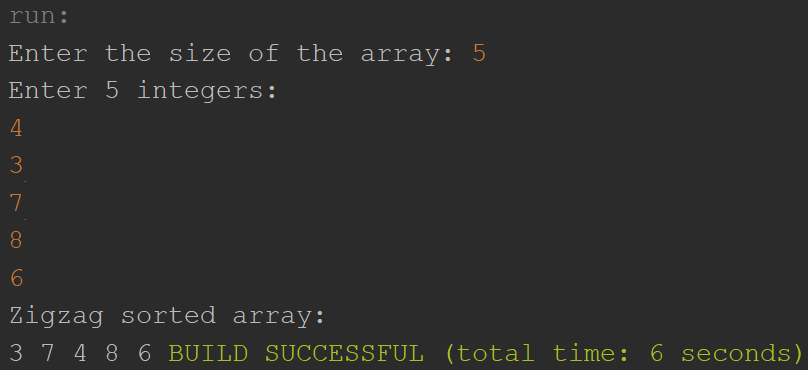 run:
Enter the size of the array: 5
Enter 5 integers:
4
3
7
8
6
Zigzag sorted array:
3 7 4 8 6 BUILD SUCCESSFUL (total time: 6 seconds)